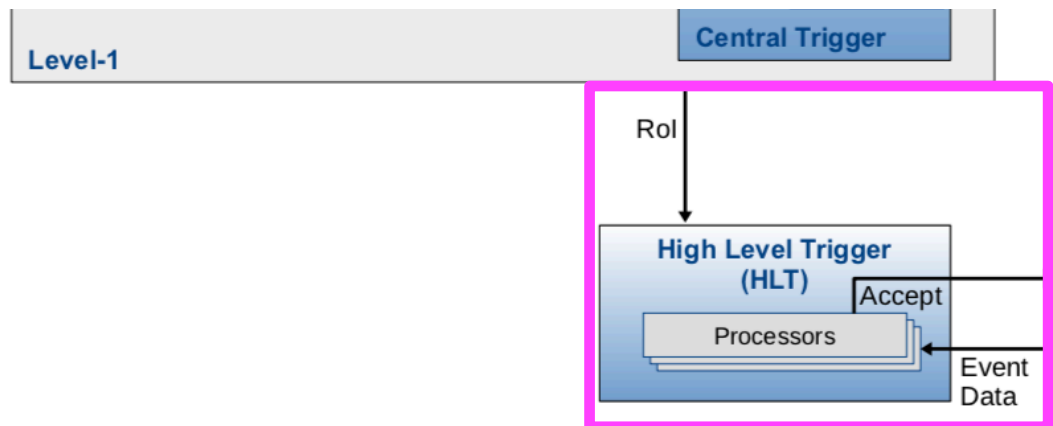 Central Trigger
Level-1
RoI
High Level Trigger
(HLT)
Accept
Processors
Event
Data